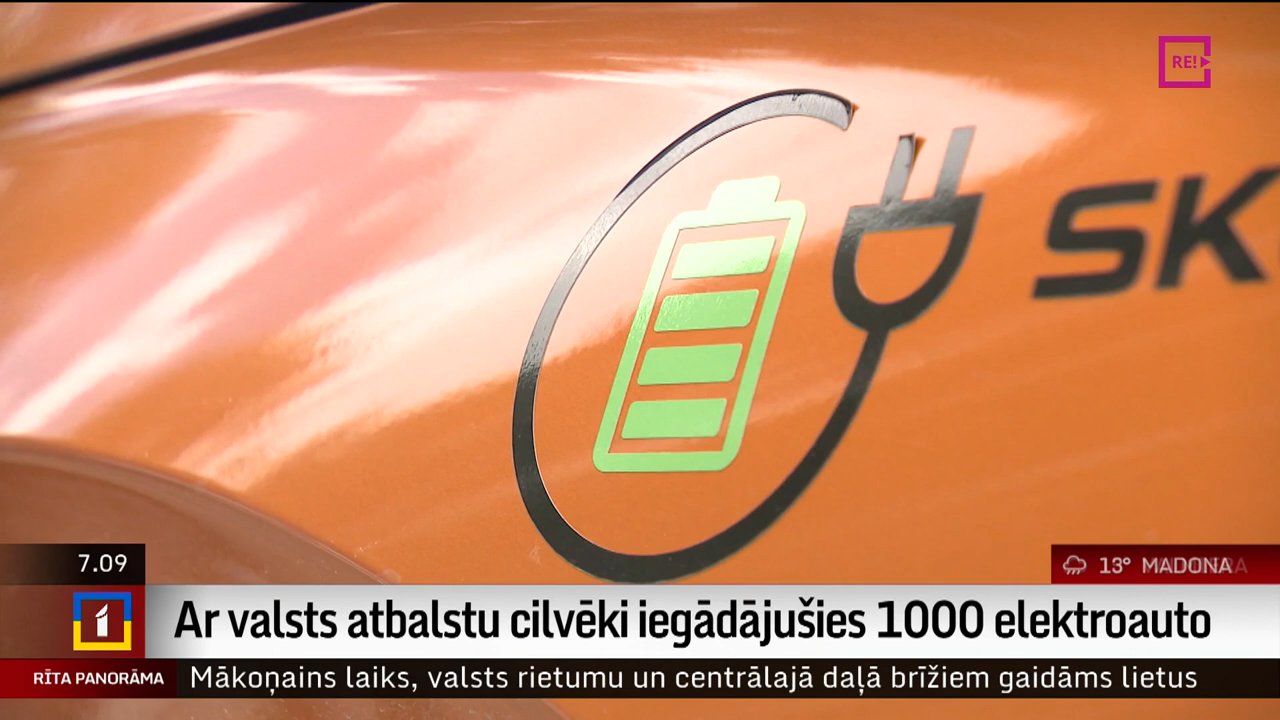 RE!
SK
7.09
13° MADONA
1
Ar valsts atbalstu cilvēki iegādājušies 1000 elektroauto
RĪTA PANORĀMA
Mākoņains laiks, valsts rietumu un centrālajā daļā brīžiem gaidāms lietus